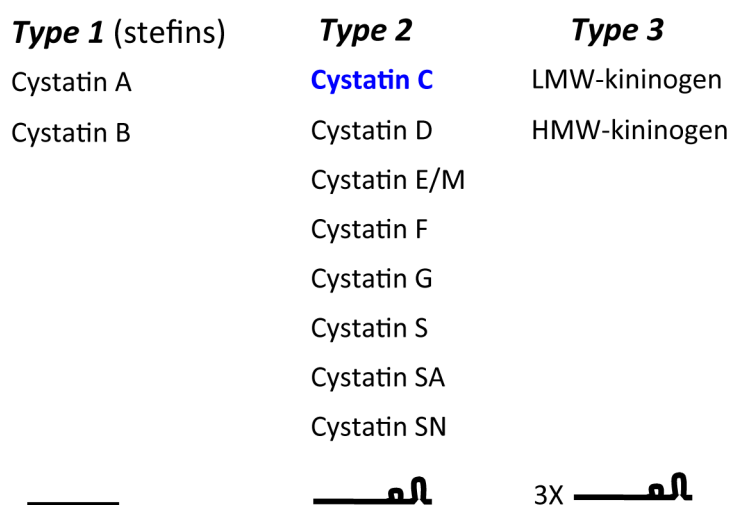 Type 1 (stefins)
Cystatin A
Cystatin B
Type 2
Cystatin C
Cystatin D
Cystatin E/M
Cystatin F
Cystatin G
Cystatin S
Cystatin SA
Cystatin SN
Type 3
LMW-kininogen
HMW-kininogen
3X